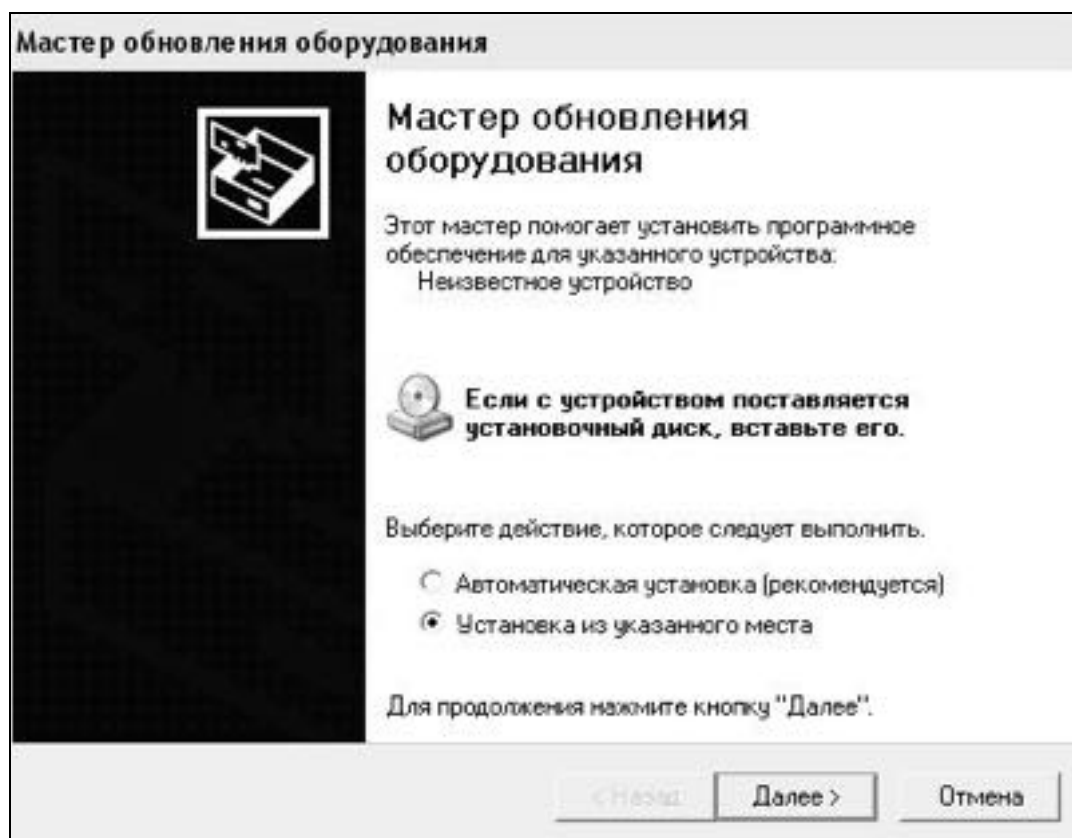 Мастер обновления оборудования
Мастер обновления
оборудования
Этот мастер помогает установить программное
обеспечение для указанного устройства:
Неизвестное устройство
Если с устройством поставляется
установочный диск, вставьте его.
Выберите действие, которое следует выполнить.
Автоматическая установка (рекомендуется)
Установка из указанного места
Для продолжения нажмите кнопку "Далее".
< Назад Далее > Отмена